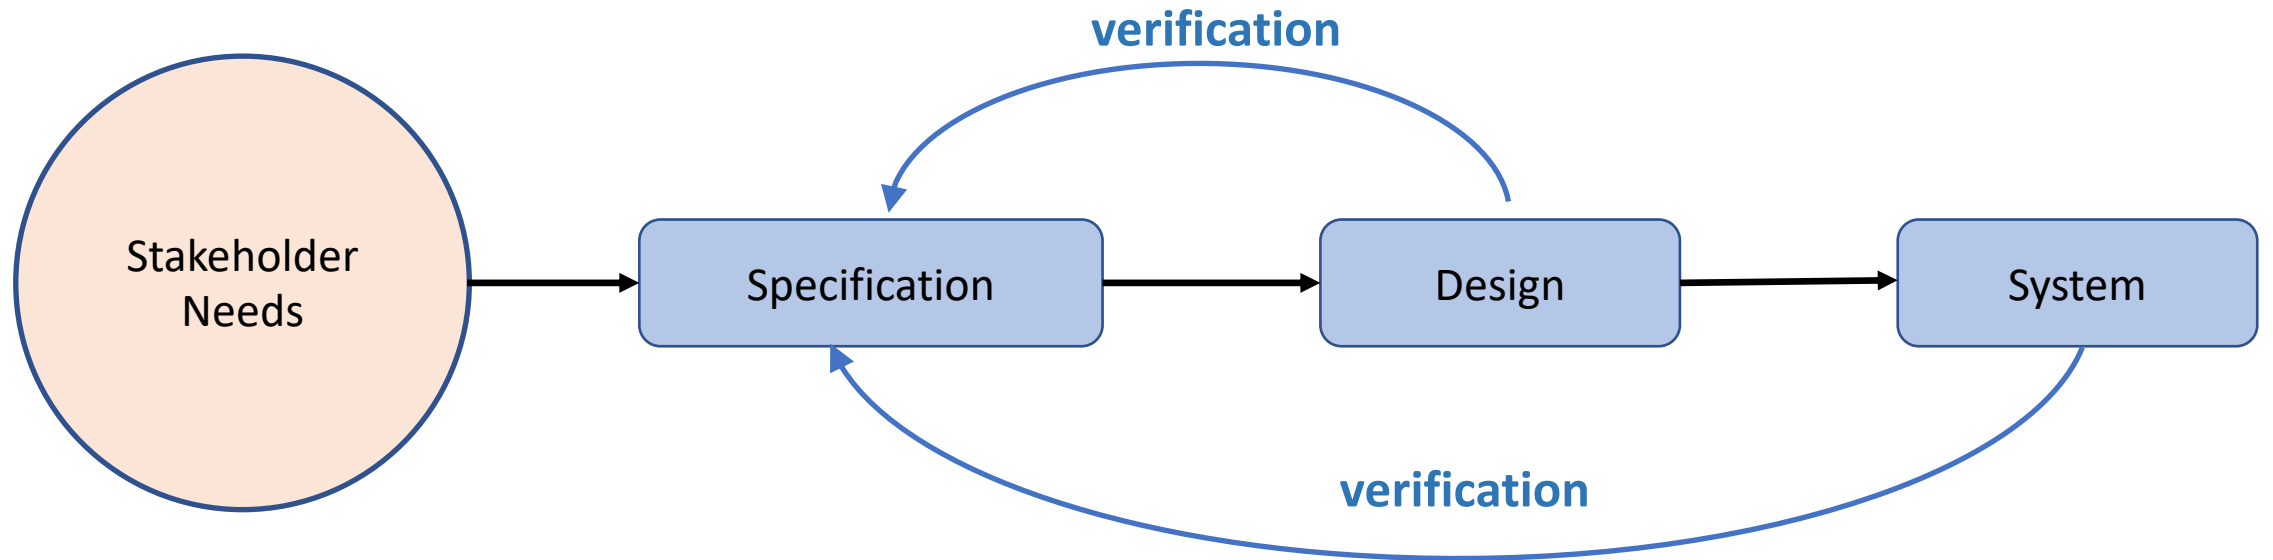 verification
Stakeholder
Needs
Specification
Design
System
verification